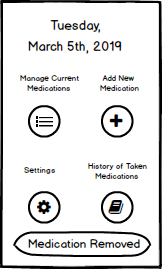 Tuesday,
March 5th, 2019
Manage Current
Medications
Add New
Medication
Settings
History of Taken
Medications
Medication Removed